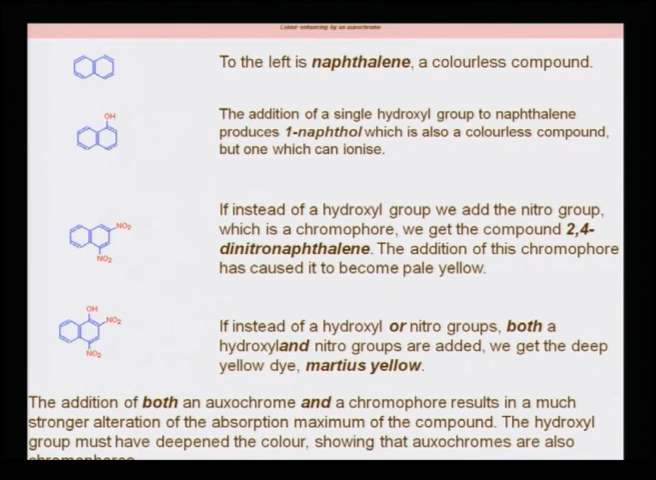 Colour enhancing by an auxochrome
To the left is naphthalene, a colourless compound.
OH
The addition of a single hydroxyl group to naphthalene
produces 1-naphthol which is also a colourless compound,
but one which can ionise.
If instead of a hydroxyl group we add the nitro group,
which is a chromophore, we get the compound 2,4-
dinitronaphthalene. The addition of this chromophore
has caused it to become pale yellow.
NO2
NO2
OH
NO2
NO2
If instead of a hydroxyl or nitro groups, both a
hydroxyland nitro groups are added, we get the deep
yellow dye, martius yellow.
The addition of both an auxochrome and a chromophore results in a much
stronger alteration of the absorption maximum of the compound. The hydroxyl
group must have deepened the colour, showing that auxochromes are also
chromophores.